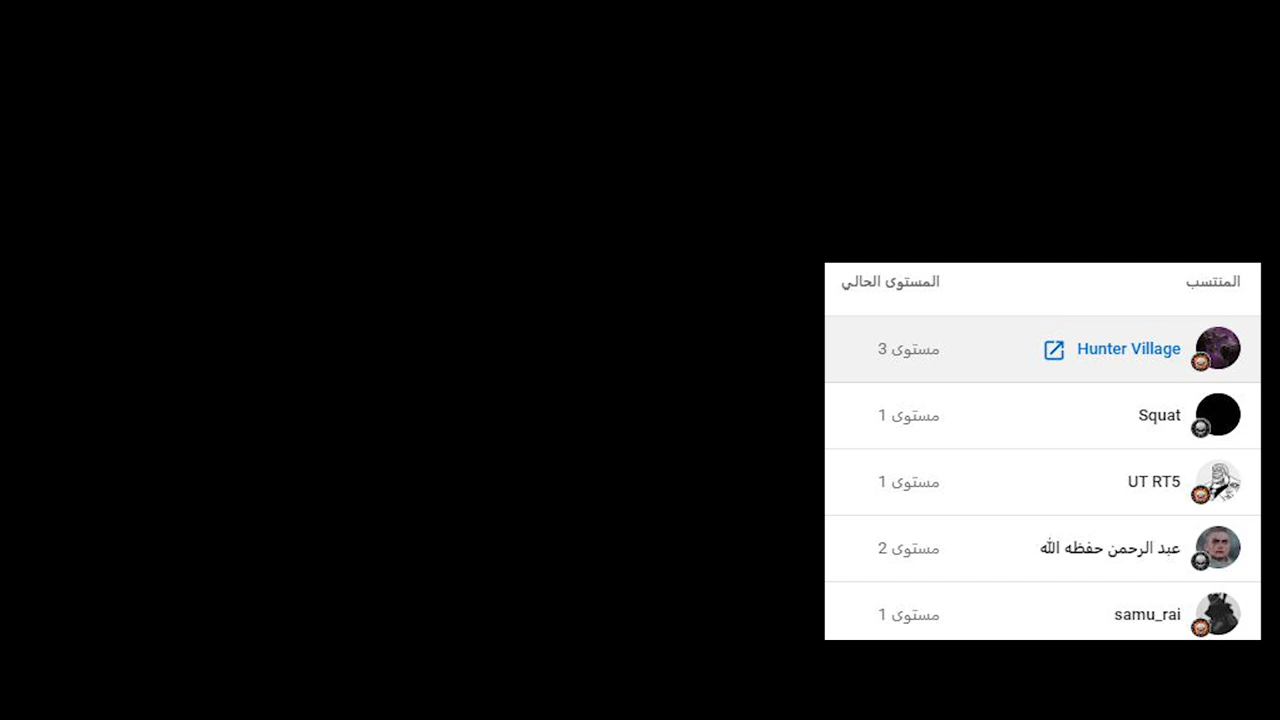 المنتسب المستوى الحالي
Hunter Village مستوى 3
Squat مستوى 1
UT RT5 مستوى 1
عبد الرحمن حفظه الله مستوى 2
samu_rai مستوى 1